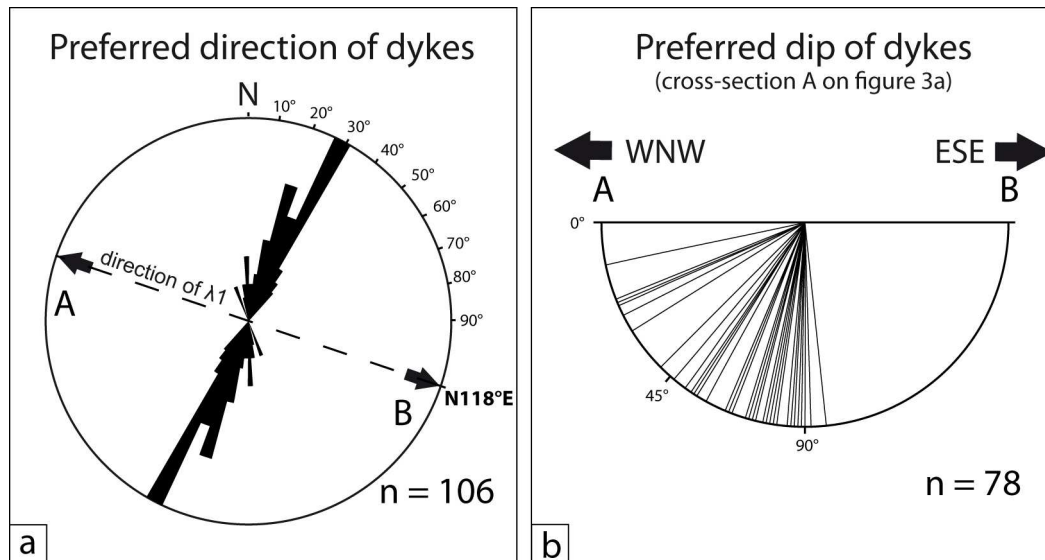 Preferred direction of dykes
N
10°
20°
30°
40°
50°
60°
70°
80°
90°
direction of λ1
A
B
N118°E
n = 106
a
Preferred dip of dykes
(cross-section A on figure 3a)
WNW
ESE
A
B
0°
45°
90°
n = 78
b